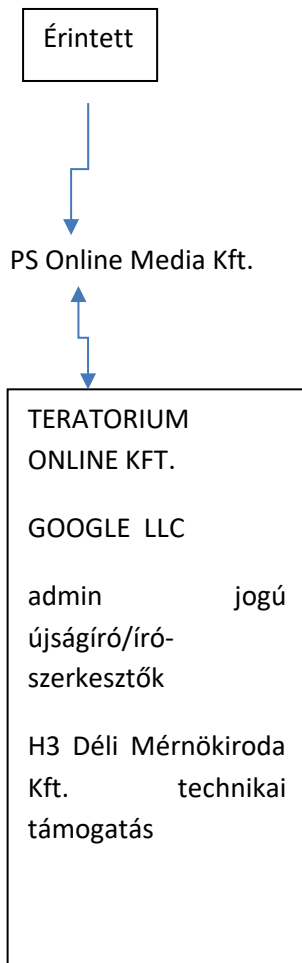 Érintett
PS Online Media Kft.
TERATORIUM
ONLINE KFT.
GOOGLE LLC
admin jogú
újságíró/író-
szerkesztők
H3 Déli Mérnökiroda
Kft. technikai
támogatás